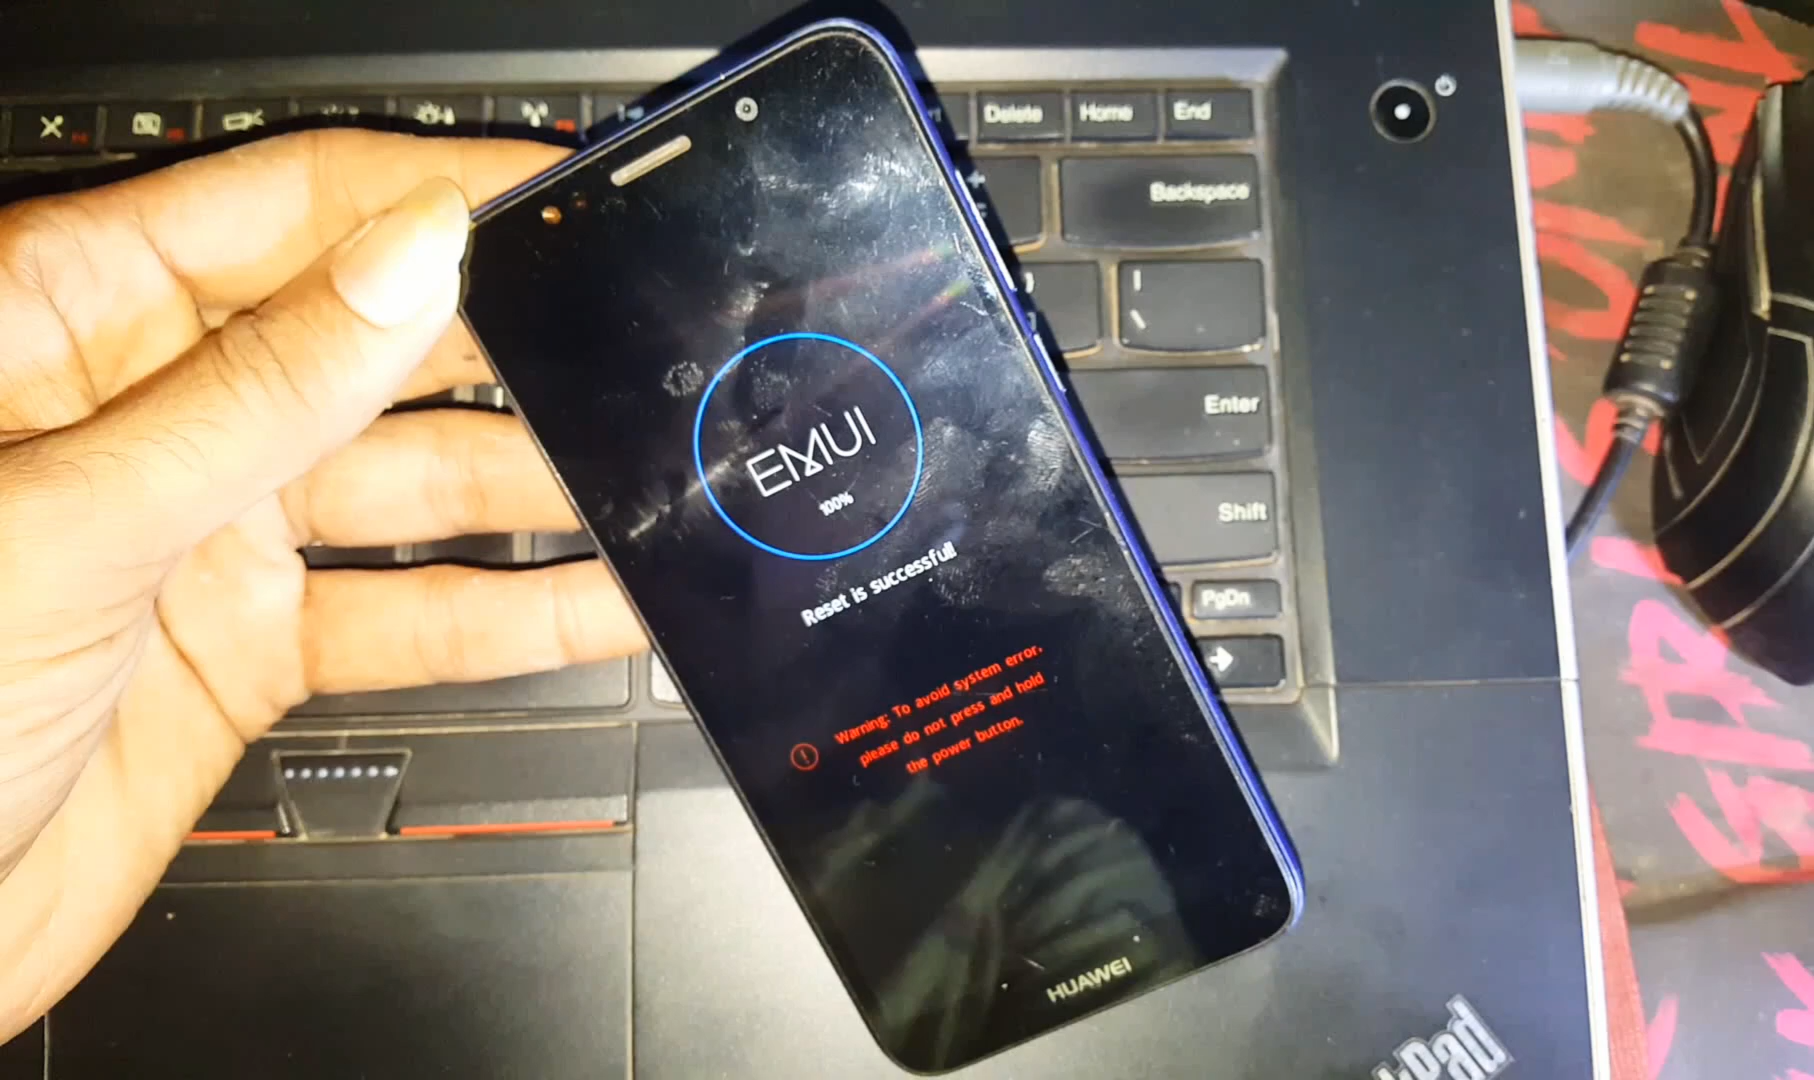 Delete
Home
End
Backspace
Enter
Shift
PgDn
EMUI
100%
Reset is successful!
Warning: To avoid system error,
please do not press and hold
the power button.
HUAWEI
Pad